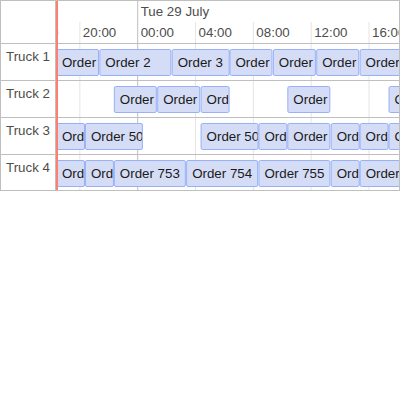 Tue 29 July
20:00 00:00 04:00 08:00 12:00 16:00
Truck 1 Order Order 2 Order 3 Order Order Order Order
Truck 2 Order Order Ord Order
Truck 3 Ord Order 50 Order 50 Ord Order Ord Ord
Truck 4 Ord Ord Order 753 Order 754 Order 755 Ord Order